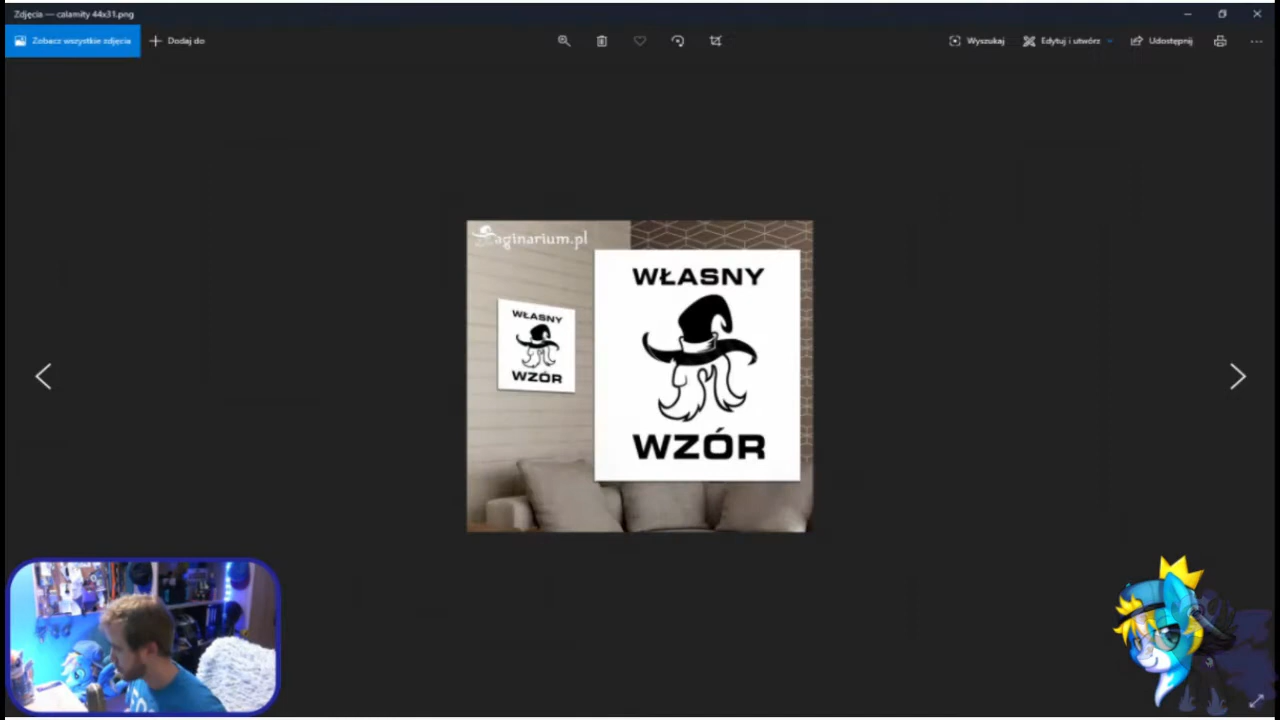 Zdjęcia — calamity 44x31.png
Zobacz wszystkie zdjęcia
Dodaj do
Wyszukaj
Edytuj i utwórz
Udostępnij
aginarium.pl
WŁASNY
WZÓR
WŁASNY
WZÓR